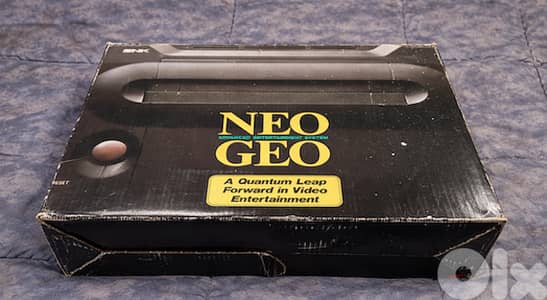 SNK
NEO
ADVANCED ENTERTAINMENT SYSTEM
GEO
A Quantum Leap
Forward in Video
Entertainment
RESET
olx